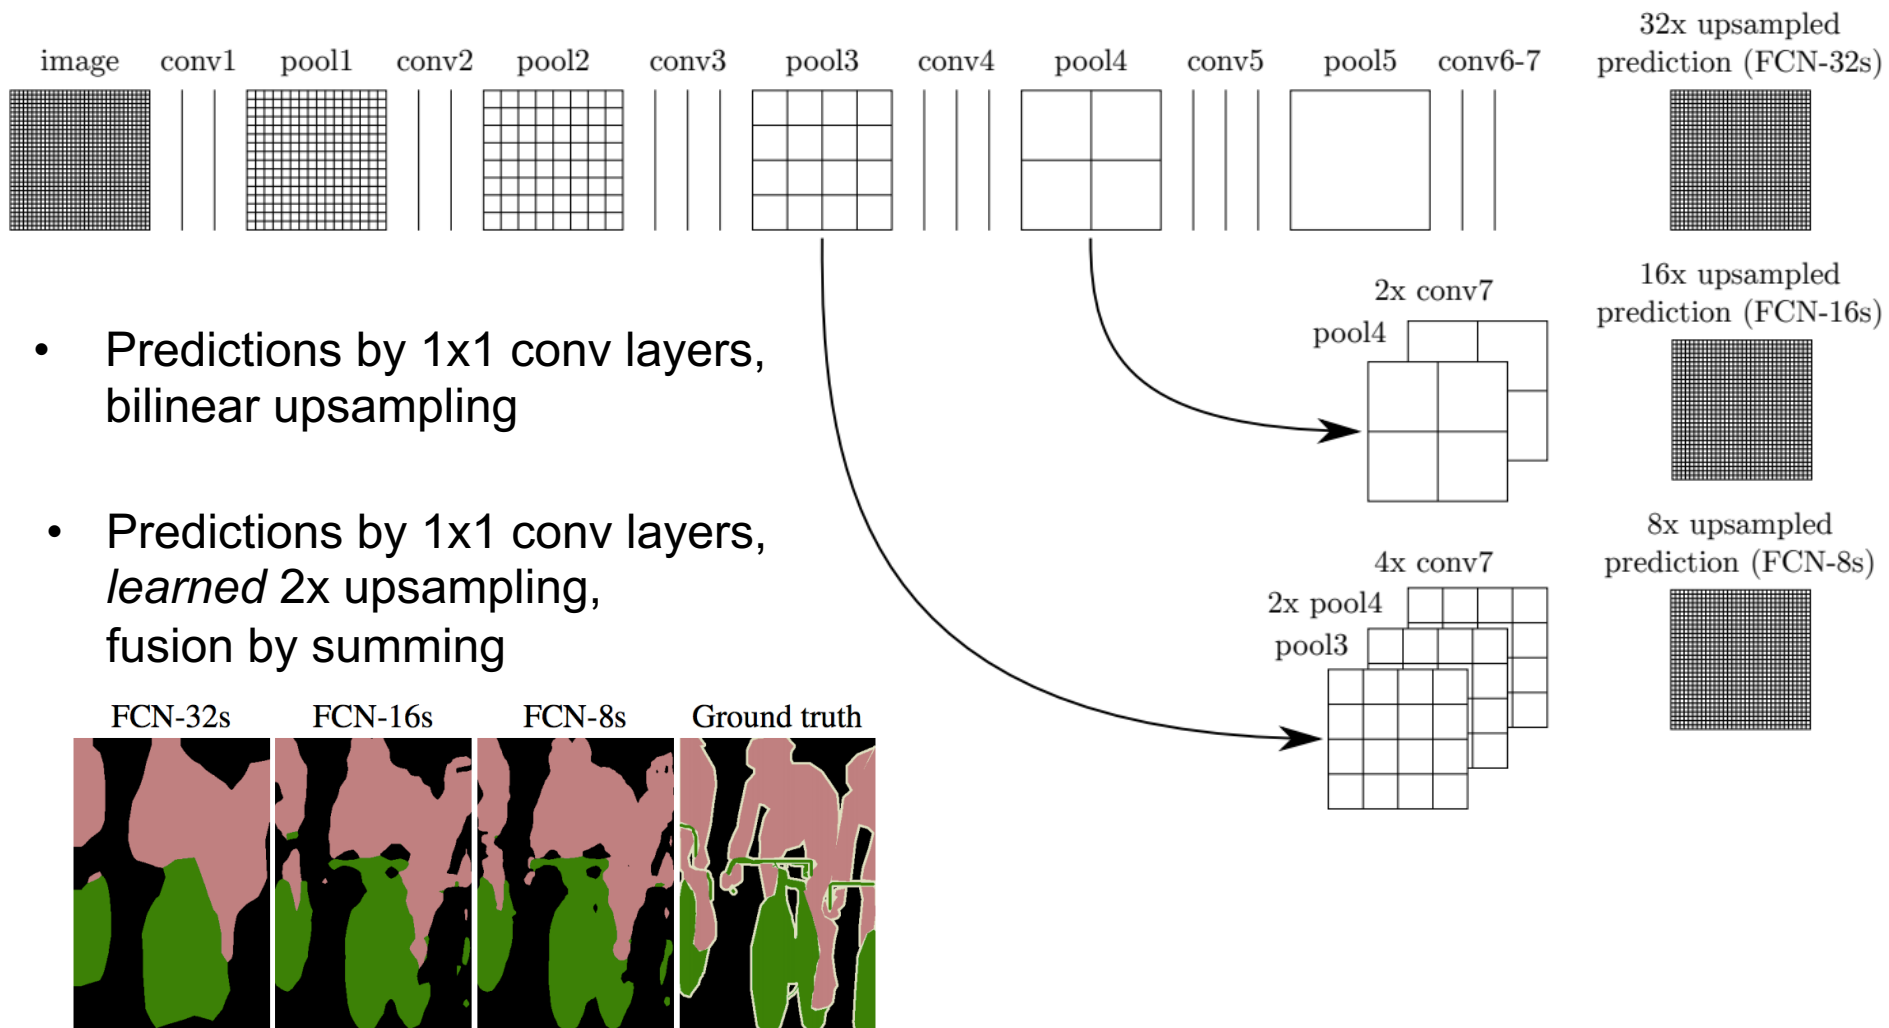 image conv1 pool1 conv2 pool2 conv3 pool3 conv4 pool4 conv5 pool5 conv6-7
32x upsampled
prediction (FCN-32s)
16x upsampled
prediction (FCN-16s)
2x conv7
pool4
• Predictions by 1x1 conv layers,
bilinear upsampling
• Predictions by 1x1 conv layers,
learned 2x upsampling,
fusion by summing
8x upsampled
prediction (FCN-8s)
4x conv7
2x pool4
pool3
FCN-32s FCN-16s FCN-8s Ground truth